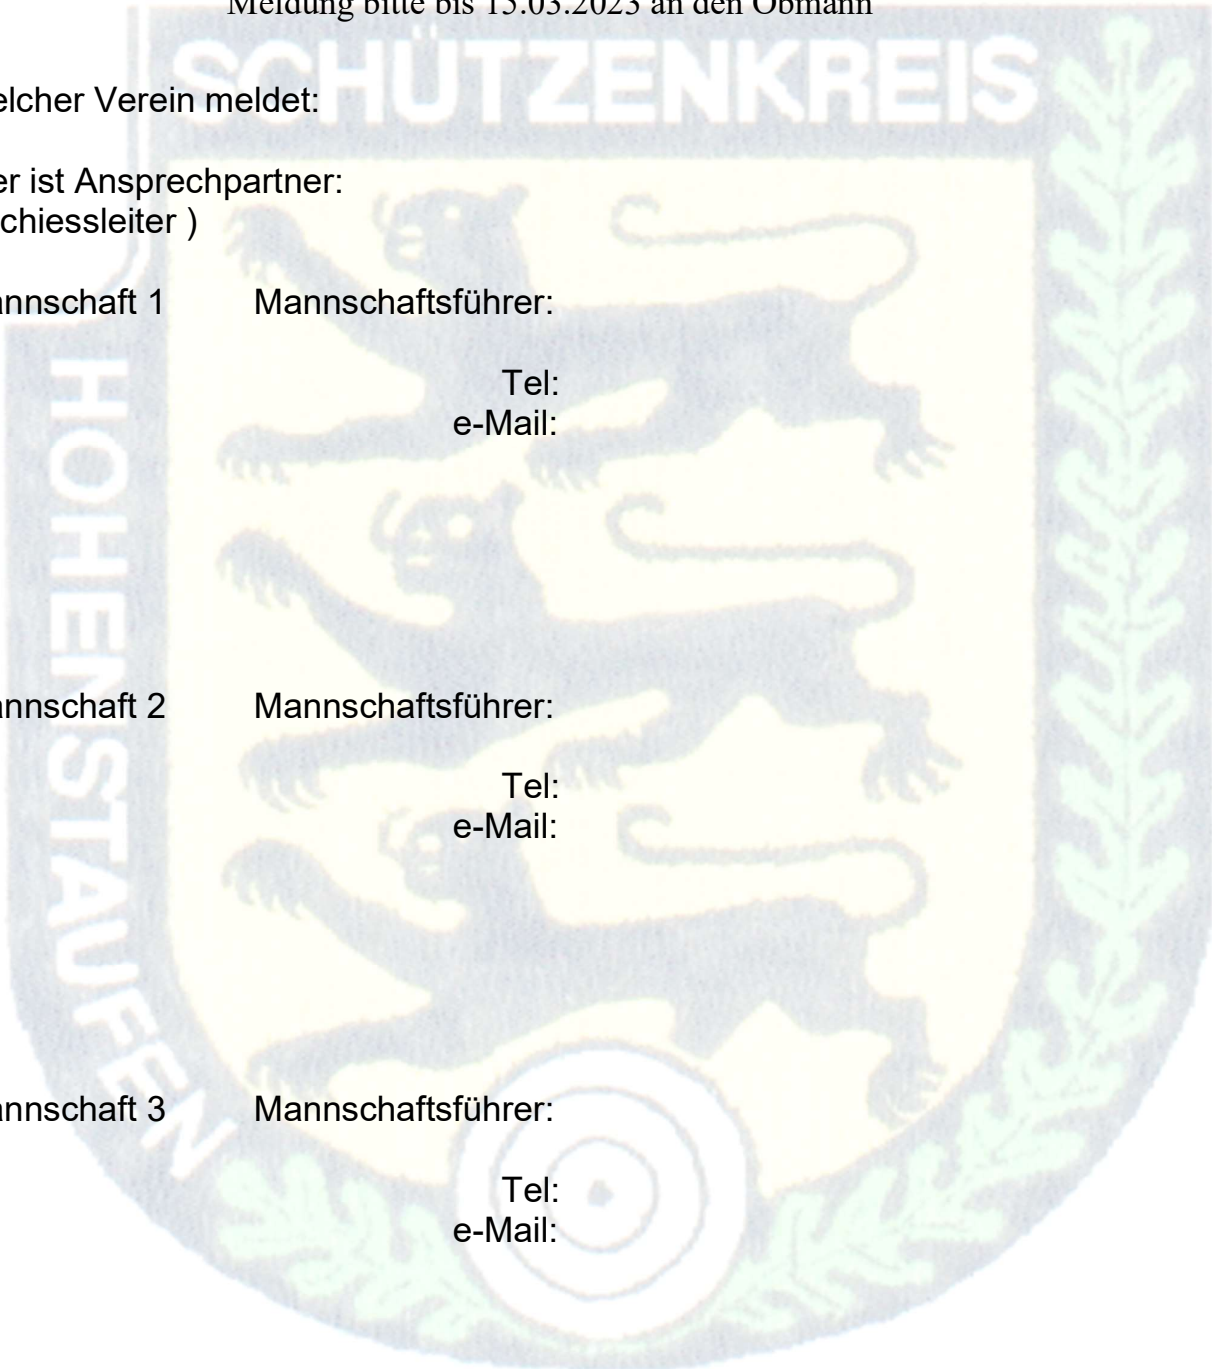 Meldung bitte bis 15.03.2023 an den Obmann
SCHÜTZENKREIS
HOHENSTAUFEN
elcher Verein meldet:
er ist Ansprechpartner:
chiessleiter )
annschaft 1 Mannschaftsführer:
Tel:
e-Mail:
annschaft 2 Mannschaftsführer:
Tel:
e-Mail:
annschaft 3 Mannschaftsführer:
Tel:
e-Mail: